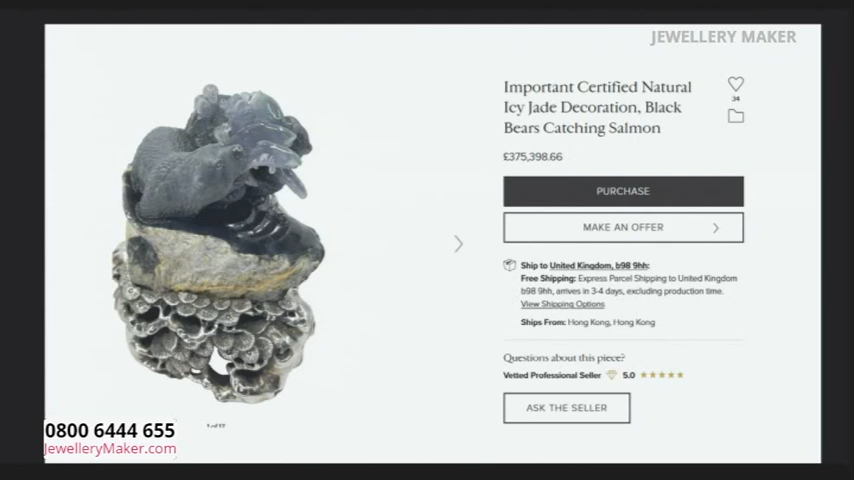 JEWELLERY MAKER
Important Certified Natural
Icy Jade Decoration, Black
Bears Catching Salmon
34
£375,398.66
PURCHASE
MAKE AN OFFER
Ship to United Kingdom, b98 9hh:
Free Shipping: Express Parcel Shipping to United Kingdom
b98 9hh, arrives in 3-4 days, excluding production time.
View Shipping Options
Ships From: Hong Kong, Hong Kong
Questions about this piece?
Vetted Professional Seller 5.0
ASK THE SELLER
0800 6444 655
JewelleryMaker.com